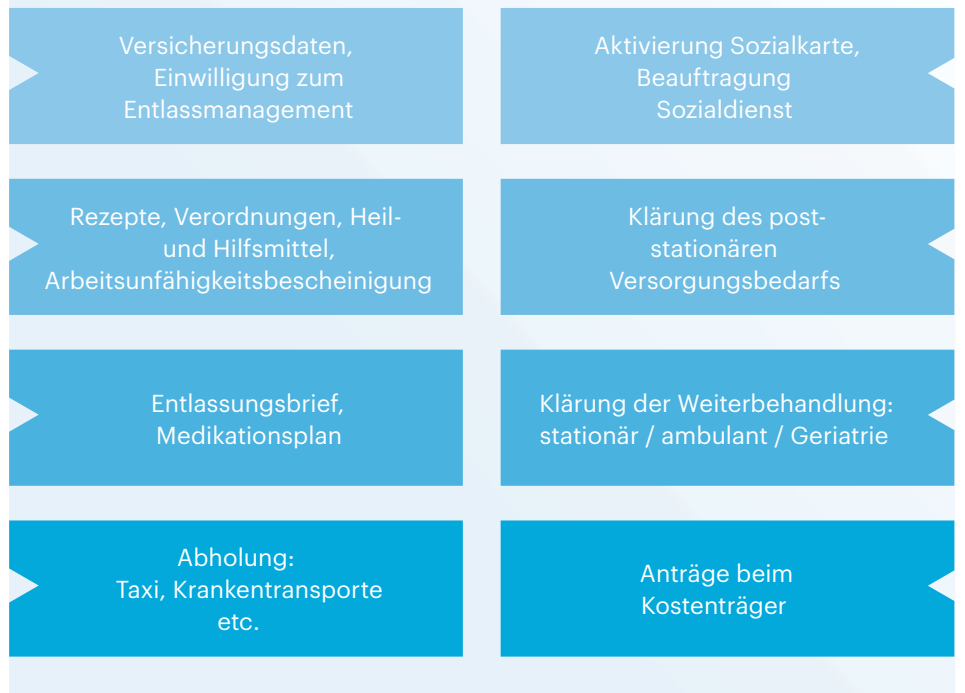 Versicherungsdaten,
Einwilligung zum
Entlassmanagement
Aktivierung Sozialkarte,
Beauftragung
Sozialdienst
Rezepte, Verordnungen, Heil-
und Hilfsmittel,
Arbeitsunfähigkeitsbescheinigung
Klärung des post-
stationären
Versorgungsbedarfs
Entlassungsbrief,
Medikationsplan
Klärung der Weiterbehandlung:
stationär / ambulant / Geriatrie
Abholung:
Taxi, Krankentransporte
etc.
Anträge beim
Kostenträger